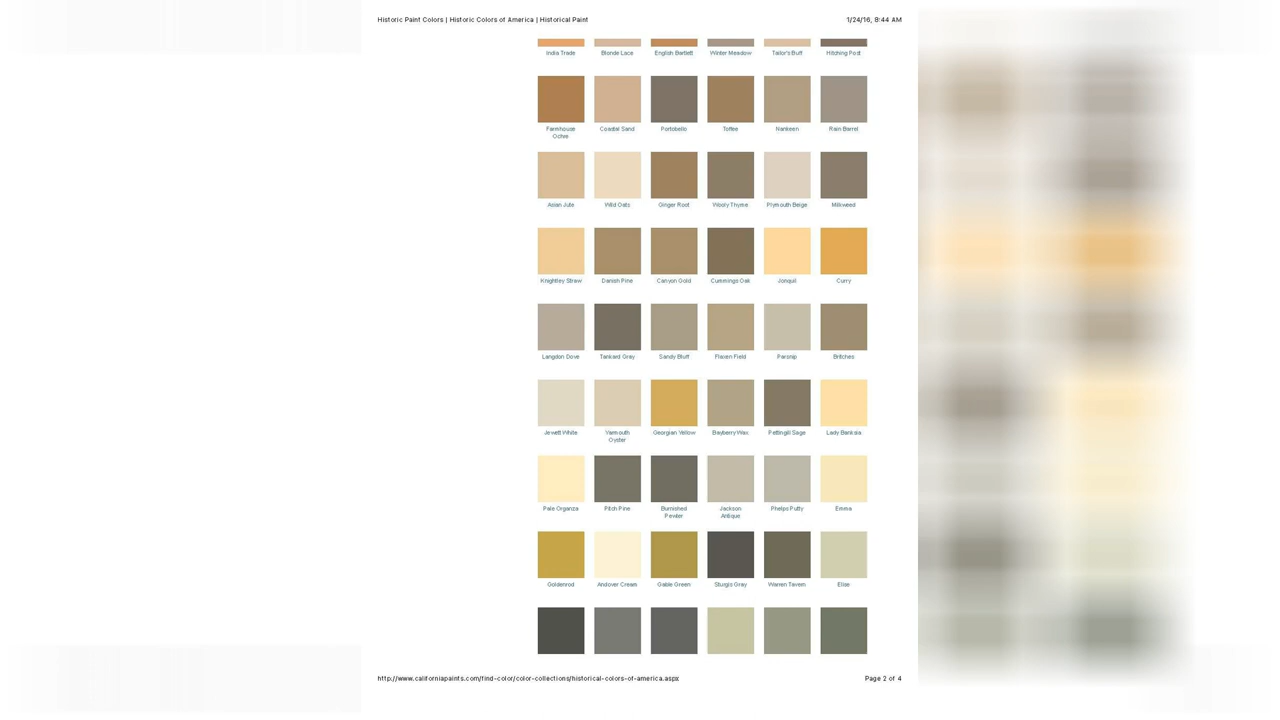 Historic Paint Colors | Historic Colors of America | Historical Paint 1/24/16, 8:44 AM
India Trade Blonde Lace English Bartlett Winter Meadow Tailor's Buff Hitching Post
Farmhouse Ochre Coastal Sand Portobello Toffee Nankeen Rain Barrel
Asian Jute Wild Oats Ginger Root Wooly Thyme Plymouth Beige Milkweed
Knightley Straw Danish Pine Canyon Gold Cummings Oak Jonquil Curry
Langdon Dove Tankard Gray Sandy Bluff Flaxen Field Parsnip Britches
Jewett White Yarmouth Oyster Georgian Yellow Bayberry Wax Pettingill Sage Lady Banksia
Pale Organza Pitch Pine Burnished Pewter Jackson Antique Phelps Putty Emma
Goldenrod Andover Cream Gable Green Sturgis Gray Warren Tavern Elise
http://www.californiapaints.com/find-color/color-collections/historical-colors-of-america.aspx Page 2 of 4